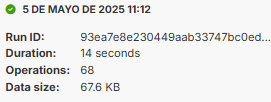 5 DE MAYO DE 2025 11:12
Run ID: 93ea7e8e230449aab33747bc0ed...
Duration: 14 seconds
Operations: 68
Data size: 67.6 KB